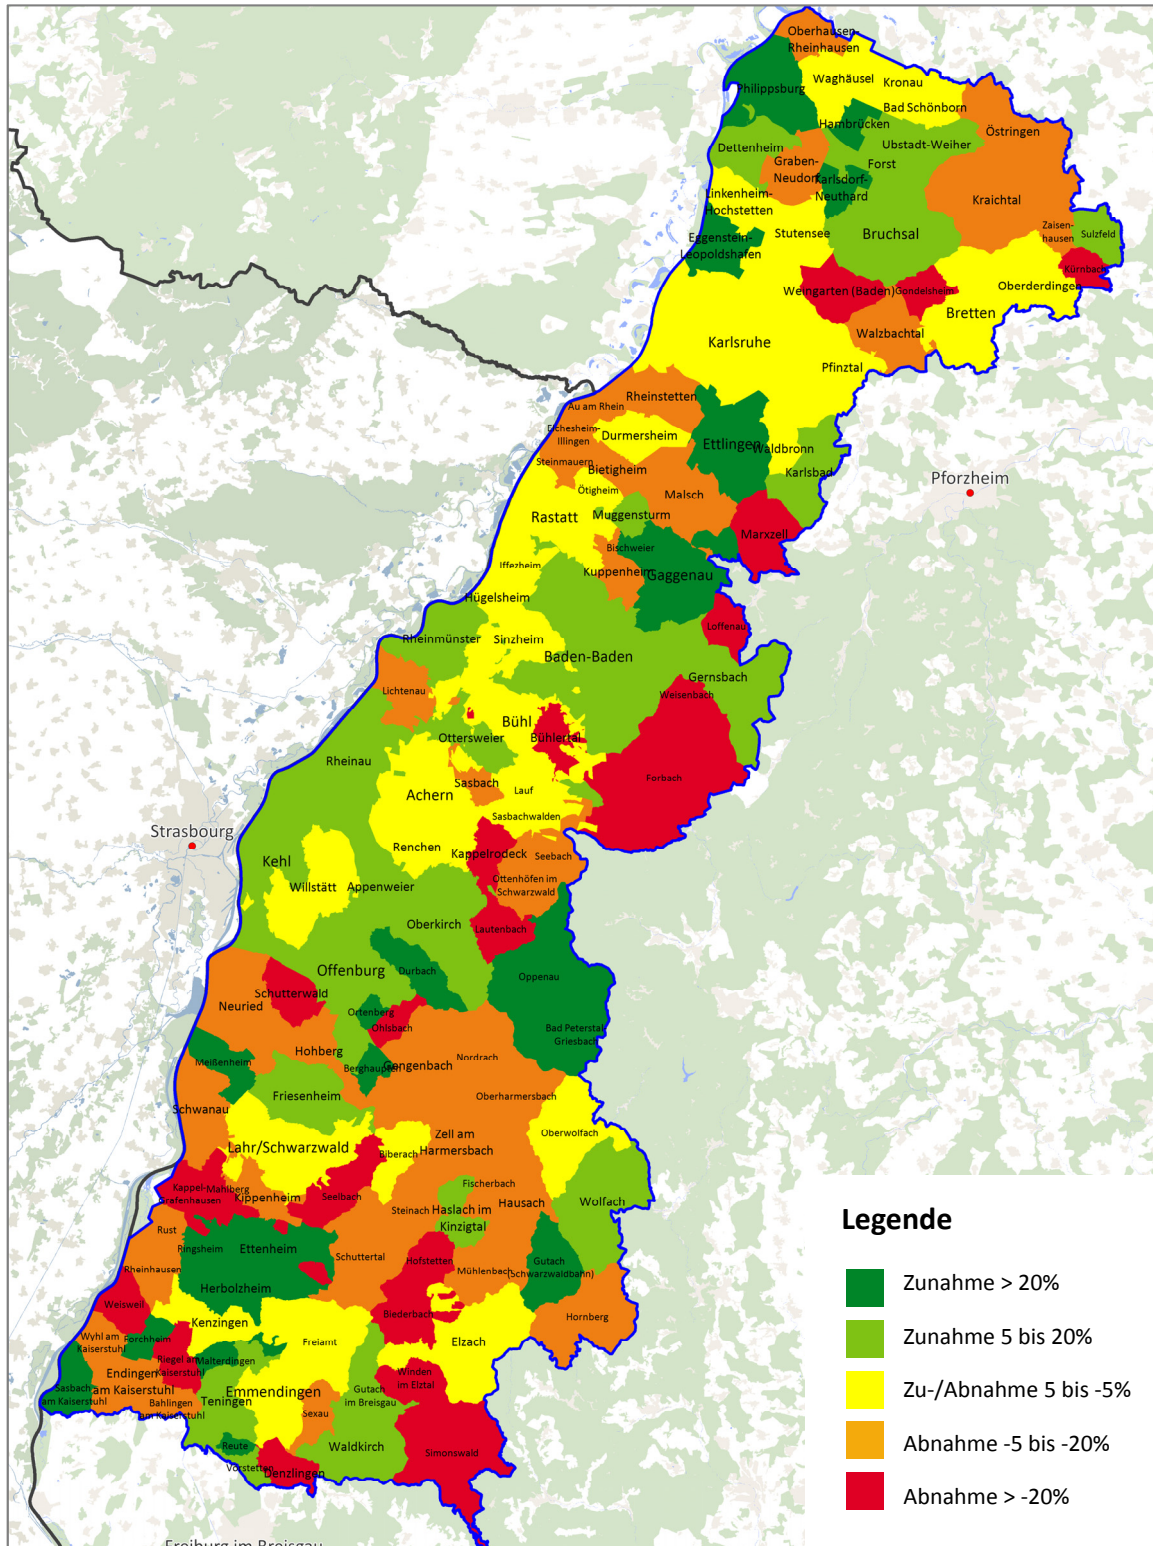 Oberhausen-
Rheinhausen
Waghäusel
Kronau
Philippsburg
Bad Schönborn
Hambrücken
Östringen
Dettenheim
Ubstadt-Weiher
Forst
Graben-
Neudorf
Karlsdorf-
Neuthard
Linkenheim-
Hochstetten
Kraichtal
Stutensee
Bruchsal
Zaisen-
hausen
Sulzfeld
Eggenstein-
Leopoldshafen
Kürnbach
Weingarten (Baden)
Gondelsheim
Oberderdingen
Bretten
Walzbachtal
Karlsruhe
Pfinztal
Rheinstetten
Au am Rhein
Elchesheim-
Illingen
Durmersheim
Ettlingen
Waldbronn
Steinmauern
Bietigheim
Karlsbad
Pforzheim
Ötigheim
Malsch
Rastatt
Muggensturm
Marxzell
Bischweier
Iffezheim
Kuppenheim
Gaggenau
Hügelsheim
Loffenau
Rheinmünster
Sinzheim
Baden-Baden
Gernsbach
Lichtenau
Weisenbach
Bühl
Ottersweier
Bühlertal
Rheinau
Forbach
Sasbach
Achern
Lauf
Sasbachwalden
Strasbourg
Renchen
Kappelrodeck
Seebach
Kehl
Ottenhöfen im
Schwarzwald
Willstätt
Appenweier
Oberkirch
Lautenbach
Offenburg
Durbach
Oppenau
Schutterwald
Neuried
Ortenberg
Ohlsbach
Bad Peterstal-
Griesbach
Hohberg
Meißenheim
Berghaupten
Gengenbach
Nordrach
Friesenheim
Oberharmersbach
Schwanau
Zell am
Harmersbach
Oberwolfach
Lahr/Schwarzwald
Biberach
Kappel-
Grafenhausen
Mahlberg
Kippenheim
Seelbach
Fischerbach
Steinach
Haslach im
Kinzigtal
Hausach
Wolfach
Rust
Ringsheim
Ettenheim
Schuttertal
Hofstetten
Gutach
(Schwarzwaldbahn)
Rheinhausen
Mühlenbach
Herbolzheim
Weisweil
Biederbach
Hornberg
Kenzingen
Wyhl am
Kaiserstuhl
Forchheim
Freiamt
Elzach
Riegel am
Kaiserstuhl
Malterdingen
Endingen
am Kaiserstuhl
Winden
im Elztal
Sasbach
am Kaiserstuhl
Emmendingen
Teningen
Gutach
im Breisgau
Bahlingen
am Kaiserstuhl
Sexau
Reute
Waldkirch
Simonswald
Vörstetten
Denzlingen
Freiburg im Breisgau
Legende
Zunahme > 20%
Zunahme 5 bis 20%
Zu-/Abnahme 5 bis -5%
Abnahme -5 bis -20%
Abnahme > -20%